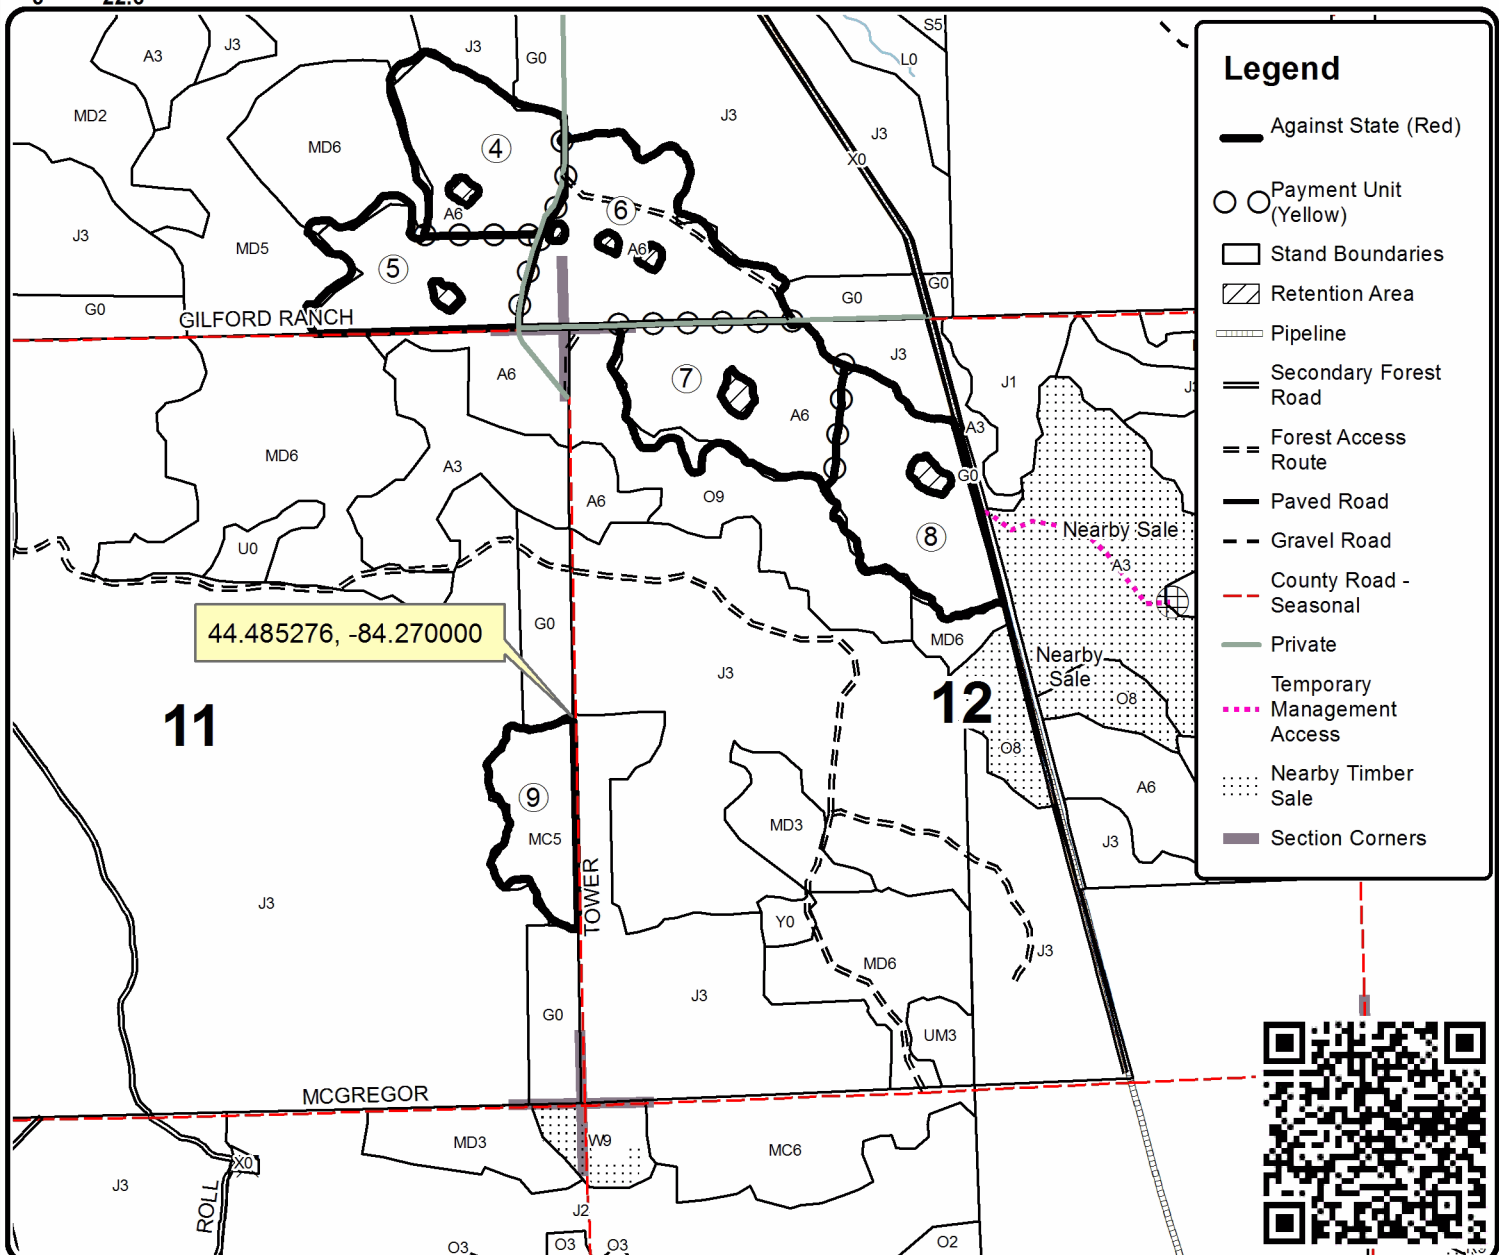 S5
J3
A3
J3
G0
L0
MD2
J3
J3
MD6
4
X0
A6
6
J3
MD5
A6
5
G0
G0
G0
GILFORD RANCH
J3
A6
7
J1
A6
A3
MD6
A3
G0
A6
O9
Nearby Sale
8
U0
A3
44.485276, -84.270000
G0
MD6
Nearby
Sale
J3
11
12
O8
O8
9
A6
MD3
MC5
J3
TOWER
J3
Y0
J3
MD6
J3
G0
UM3
MCGREGOR
MD3
W9
MC6
X0
J3
ROLL
J2
O3
O3
O3
O2
Legend
Against State (Red)
Payment Unit
(Yellow)
Stand Boundaries
Retention Area
Pipeline
Secondary Forest
Road
Forest Access
Route
Paved Road
Gravel Road
County Road -
Seasonal
Private
Temporary
Management
Access
Nearby Timber
Sale
Section Corners